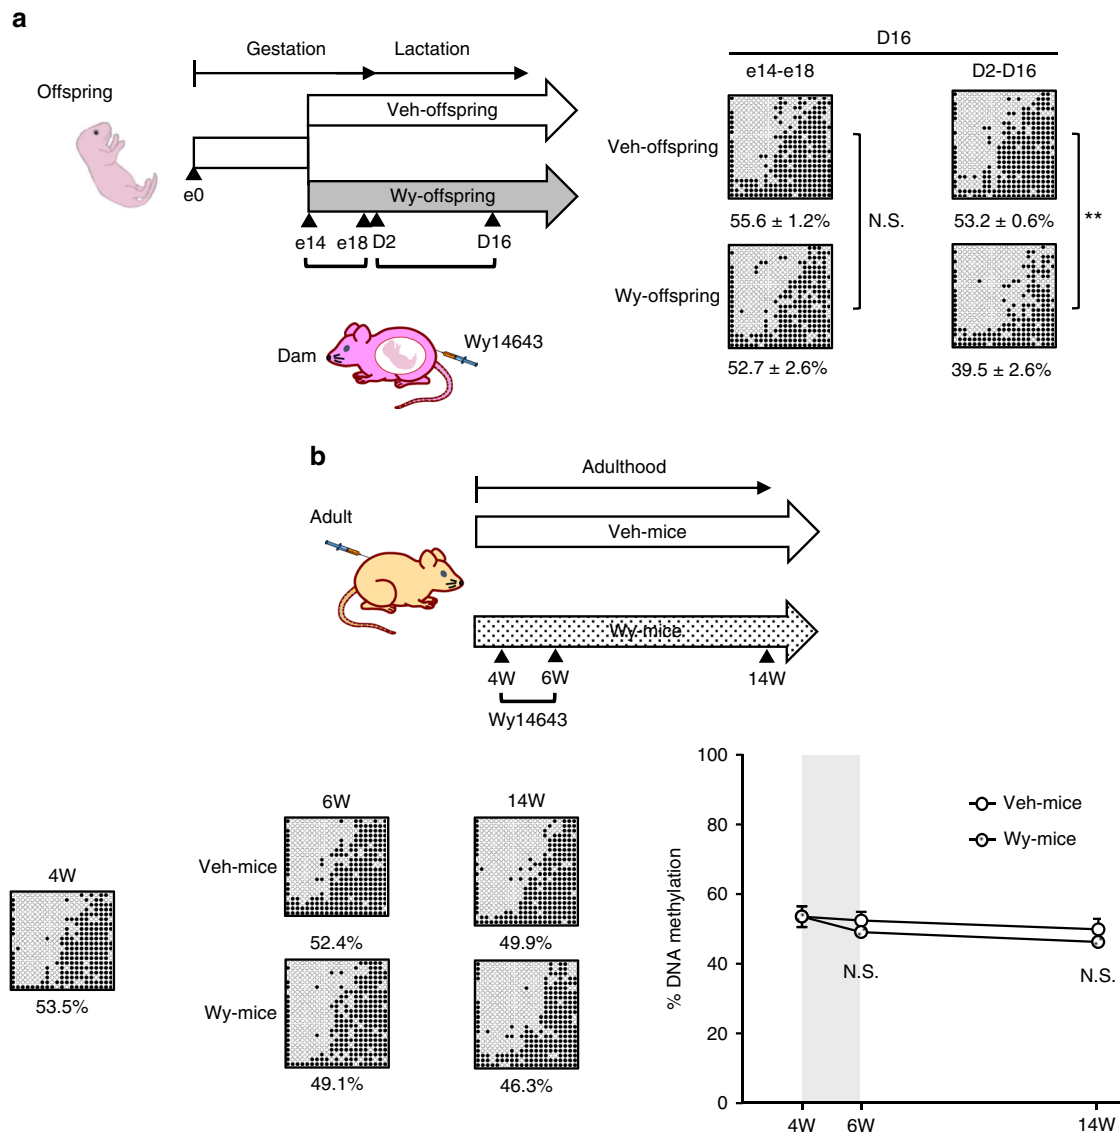 a
Gestation
Lactation
Offspring
Veh-offspring
Wy-offspring
e0
e14
e18
D2
D16
Dam
Wy14643
D16
e14-e18
D2-D16
Veh-offspring
55.6 ± 1.2%
N.S.
53.2 ± 0.6%
**
Wy-offspring
52.7 ± 2.6%
39.5 ± 2.6%
b
Adulthood
Adult
Veh-mice
Wy-mice
4W
6W
14W
Wy14643
4W
53.5%
6W
14W
Veh-mice
52.4%
49.9%
Wy-mice
49.1%
46.3%
% DNA methylation
100
80
60
40
20
0
Veh-mice
Wy-mice
N.S.
N.S.
4W
6W
14W